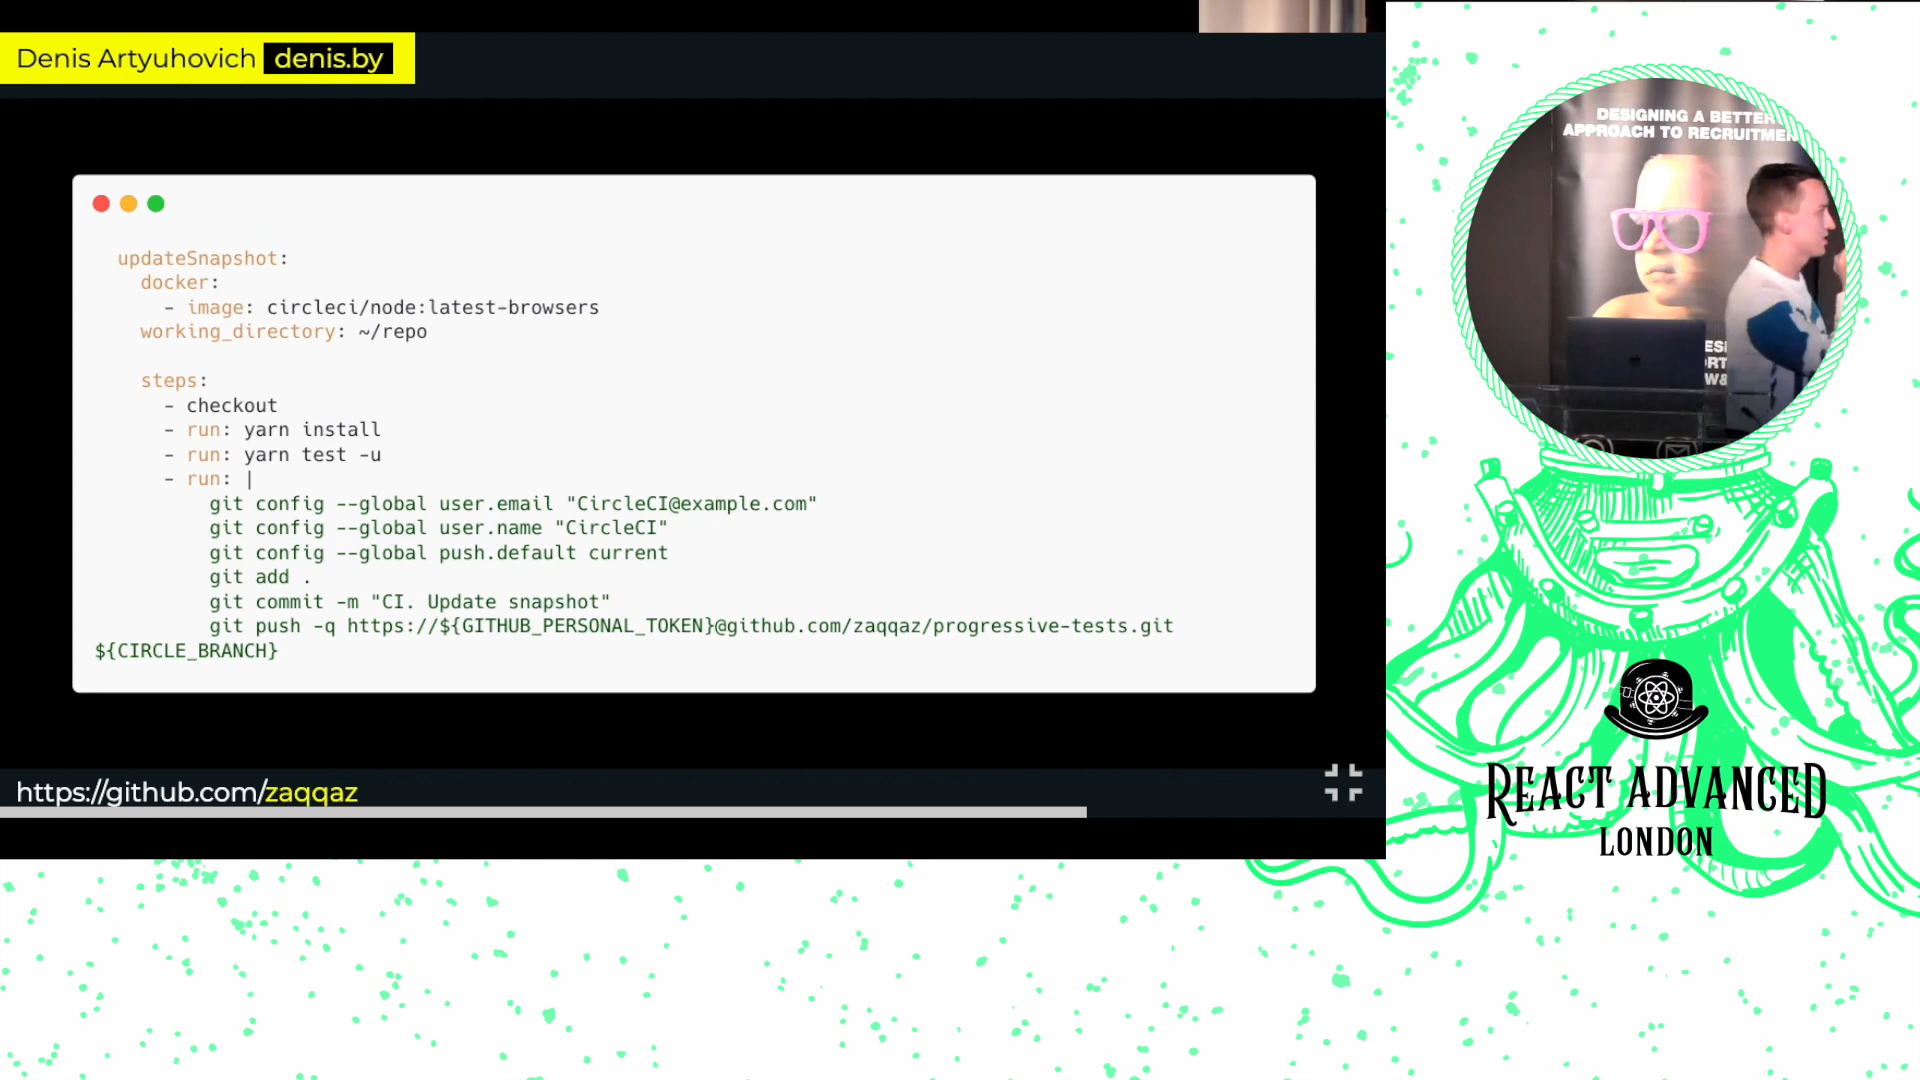 Denis Artyuhovich denis.by
updateSnapshot:
docker:
- image: circleci/node:latest-browsers
working_directory: ~/repo
steps:
- checkout
- run: yarn install
- run: yarn test -u
- run: |
git config --global user.email "CircleCI@example.com"
git config --global user.name "CircleCI"
git config --global push.default current
git add .
git commit -m "CI. Update snapshot"
git push -q https://${GITHUB_PERSONAL_TOKEN}@github.com/zaqqaz/progressive-tests.git
${CIRCLE_BRANCH}
https://github.com/zaqqaz
DESIGNING A BETTER
APPROACH TO RECRUITMEN
REACT ADVANCED
LONDON